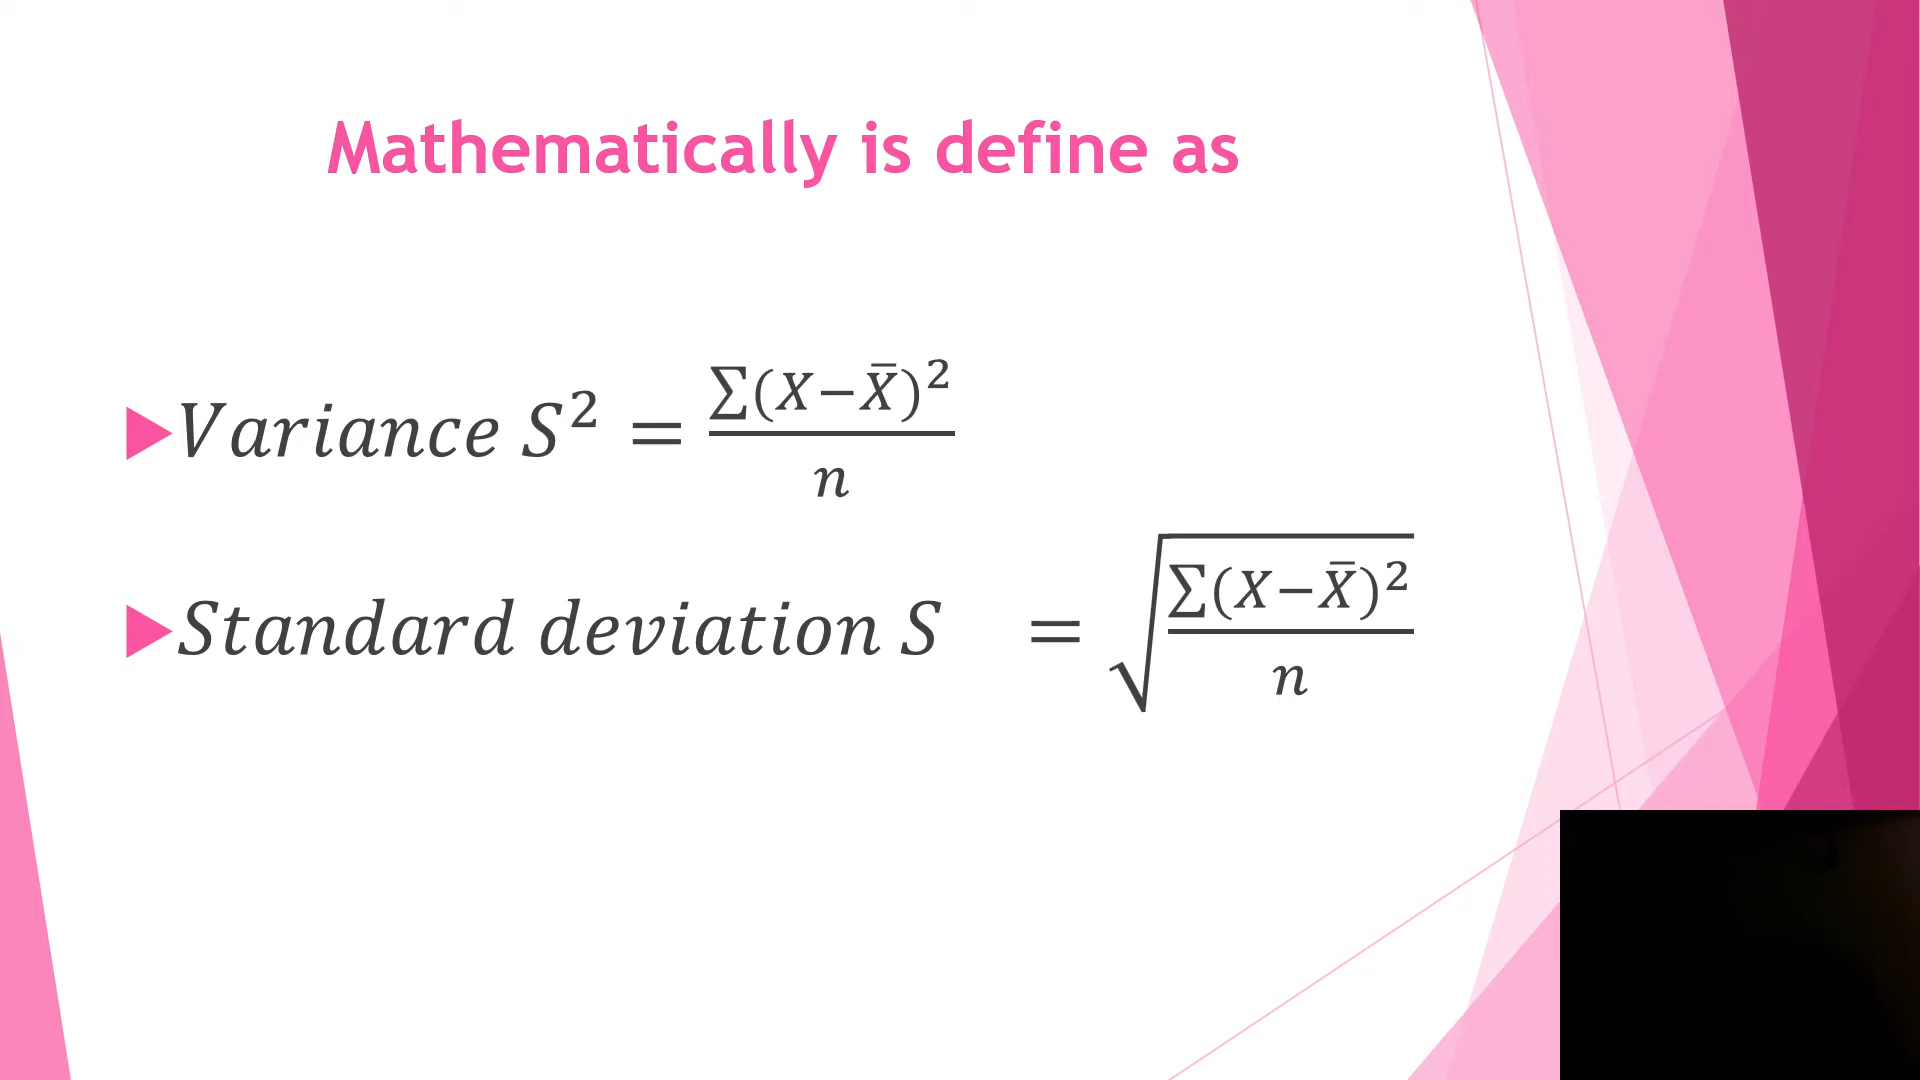 Mathematically is define as
Variance S² = ∑(X−X̄)² / n
Standard deviation S = √(∑(X−X̄)² / n)